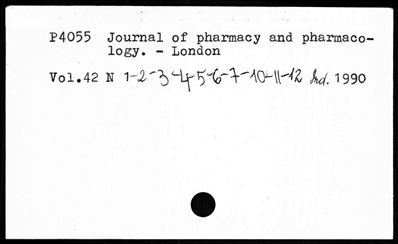 P4055 Journal of pharmacy and pharmaco-
logy. - London
Vol.42 N 1-2-3-4-5-6-7-10-11-12 Ind. 1990